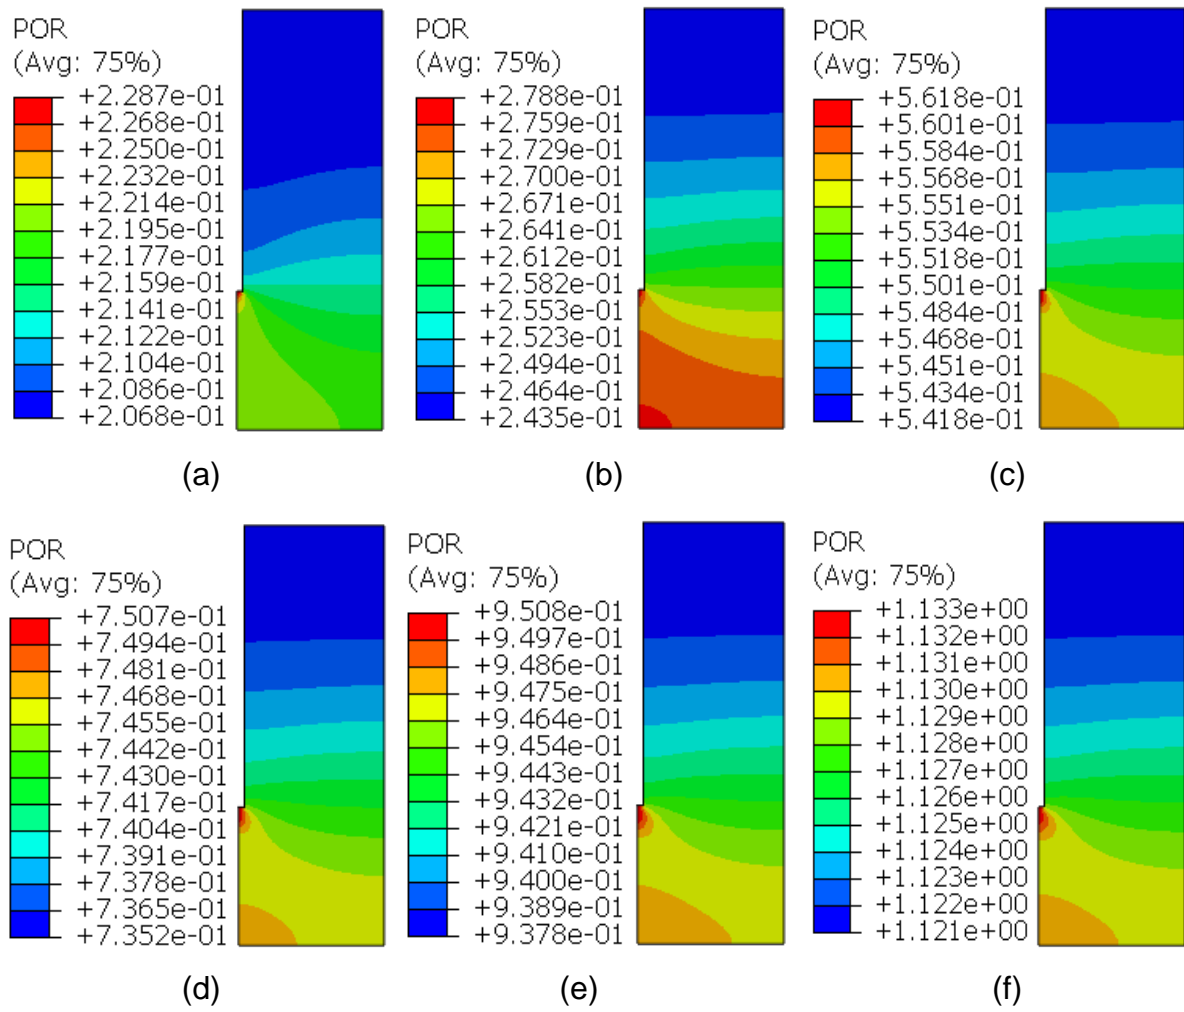 POR
(Avg: 75%)
+2.287e-01
+2.268e-01
+2.250e-01
+2.232e-01
+2.214e-01
+2.195e-01
+2.177e-01
+2.159e-01
+2.141e-01
+2.122e-01
+2.104e-01
+2.086e-01
+2.068e-01
(a)
POR
(Avg: 75%)
+2.788e-01
+2.759e-01
+2.729e-01
+2.700e-01
+2.671e-01
+2.641e-01
+2.612e-01
+2.582e-01
+2.553e-01
+2.523e-01
+2.494e-01
+2.464e-01
+2.435e-01
(b)
POR
(Avg: 75%)
+5.618e-01
+5.601e-01
+5.584e-01
+5.568e-01
+5.551e-01
+5.534e-01
+5.518e-01
+5.501e-01
+5.484e-01
+5.468e-01
+5.451e-01
+5.434e-01
+5.418e-01
(c)
POR
(Avg: 75%)
+7.507e-01
+7.494e-01
+7.481e-01
+7.468e-01
+7.455e-01
+7.442e-01
+7.430e-01
+7.417e-01
+7.404e-01
+7.391e-01
+7.378e-01
+7.365e-01
+7.352e-01
(d)
POR
(Avg: 75%)
+9.508e-01
+9.497e-01
+9.486e-01
+9.475e-01
+9.464e-01
+9.454e-01
+9.443e-01
+9.432e-01
+9.421e-01
+9.410e-01
+9.400e-01
+9.389e-01
+9.378e-01
(e)
POR
(Avg: 75%)
+1.133e+00
+1.132e+00
+1.131e+00
+1.130e+00
+1.129e+00
+1.128e+00
+1.127e+00
+1.126e+00
+1.125e+00
+1.124e+00
+1.123e+00
+1.122e+00
+1.121e+00
(f)